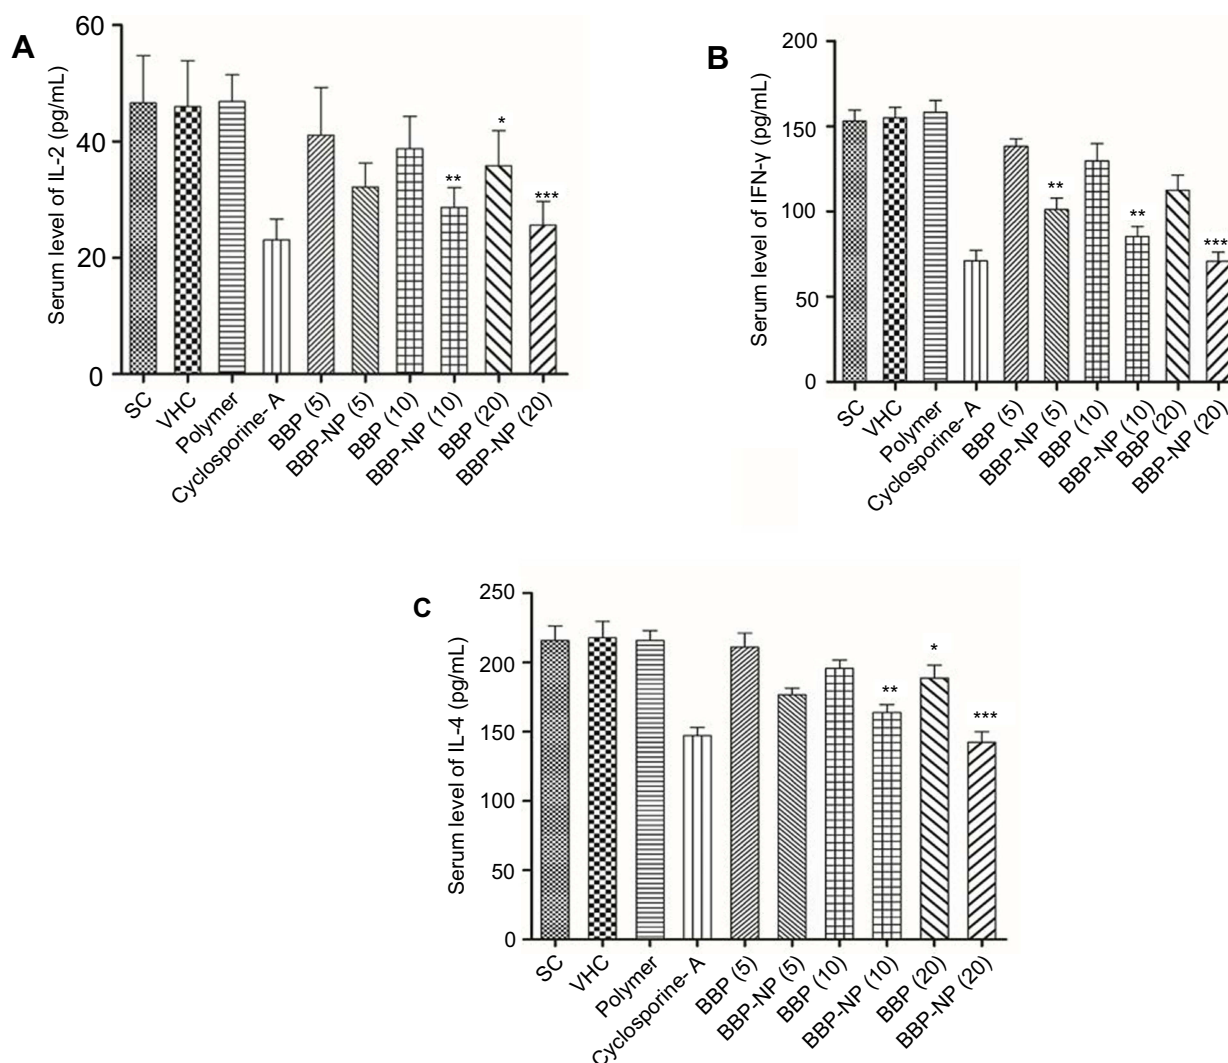 A
Serum level of IL-2 (pg/mL)
60
40
20
0
*
**
***
SC
VHC
Polymer
Cyclosporine- A
BBP (5)
BBP-NP (5)
BBP (10)
BBP-NP (10)
BBP (20)
BBP-NP (20)
B
Serum level of IFN-γ (pg/mL)
200
150
100
50
0
**
**
***
SC
VHC
Polymer
Cyclosporine- A
BBP (5)
BBP-NP (5)
BBP (10)
BBP-NP (10)
BBP (20)
BBP-NP (20)
C
Serum level of IL-4 (pg/mL)
250
200
150
100
50
0
**
*
***
SC
VHC
Polymer
Cyclosporine- A
BBP (5)
BBP-NP (5)
BBP (10)
BBP-NP (10)
BBP (20)
BBP-NP (20)